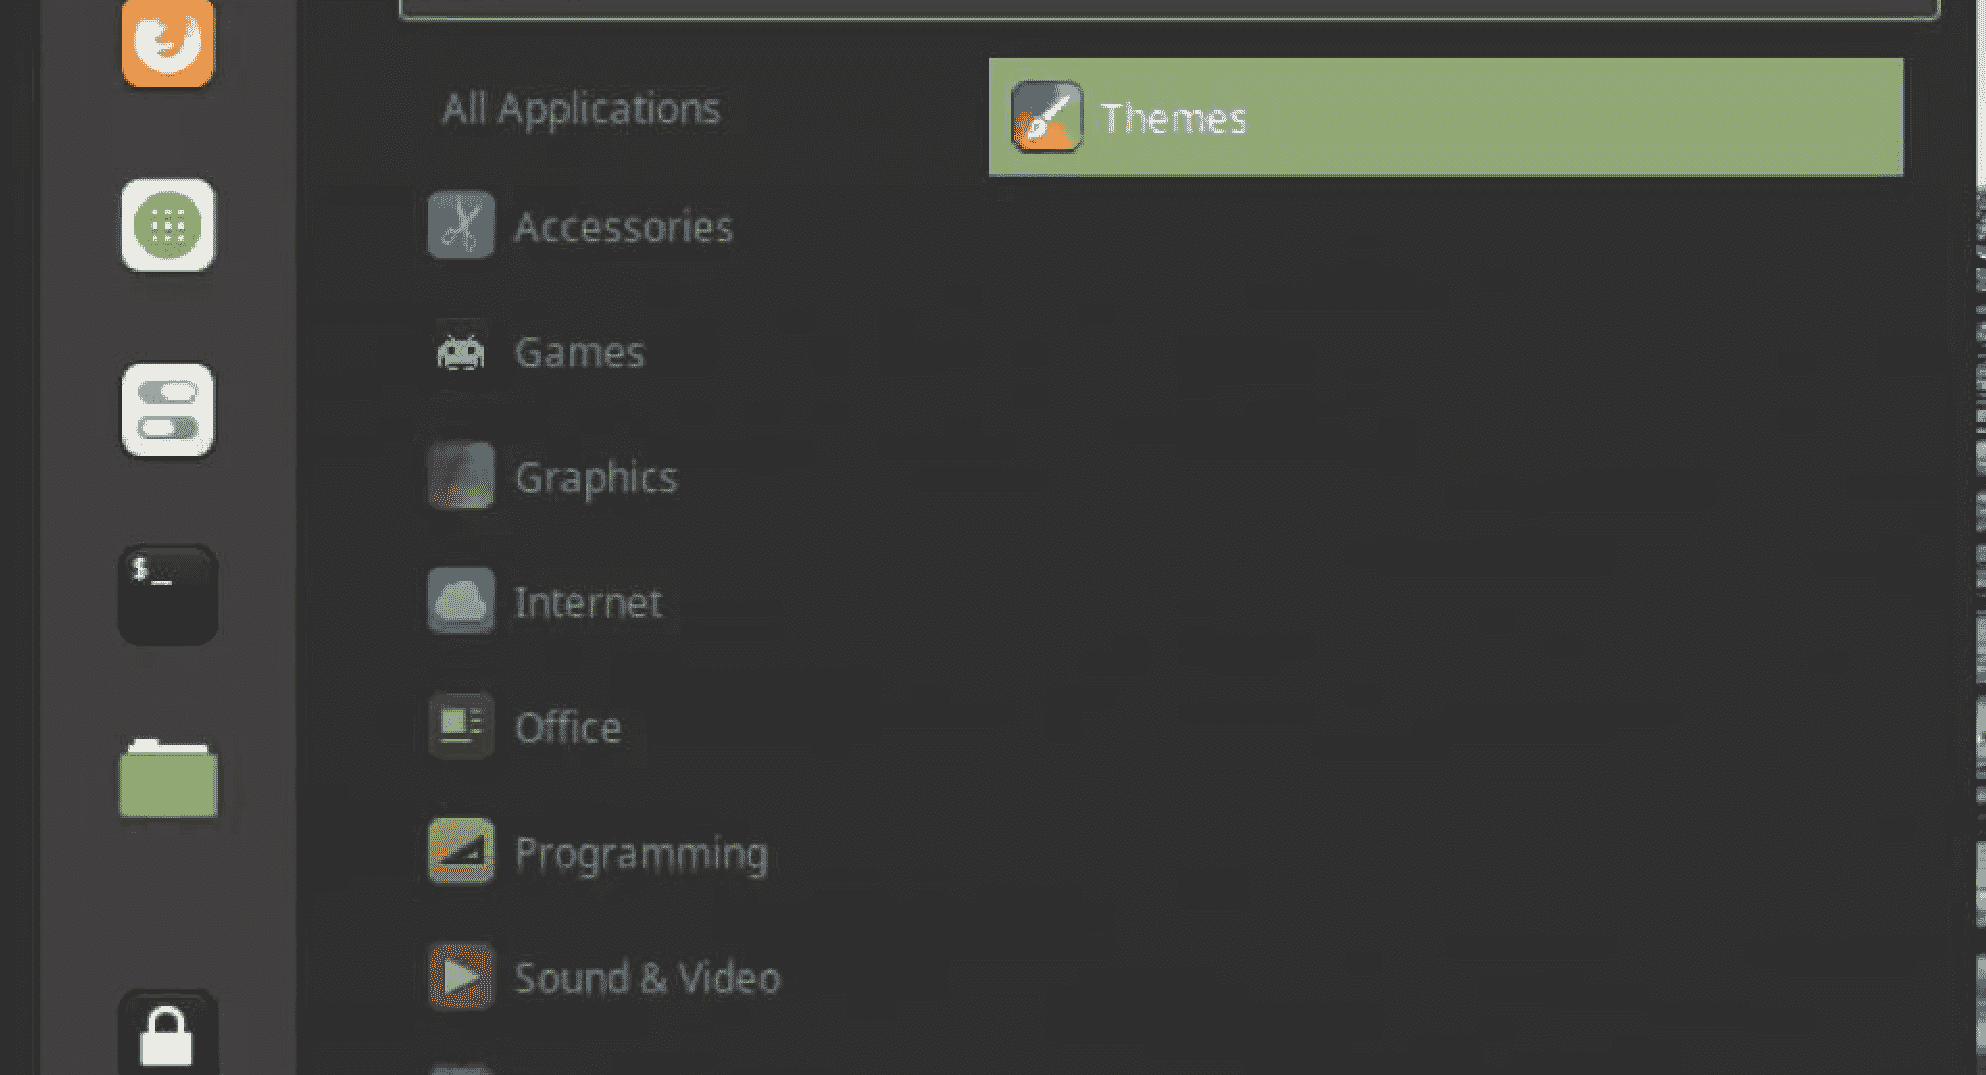 All Applications
Themes
Accessories
Games
Graphics
Internet
$_
Office
Programming
Sound & Video